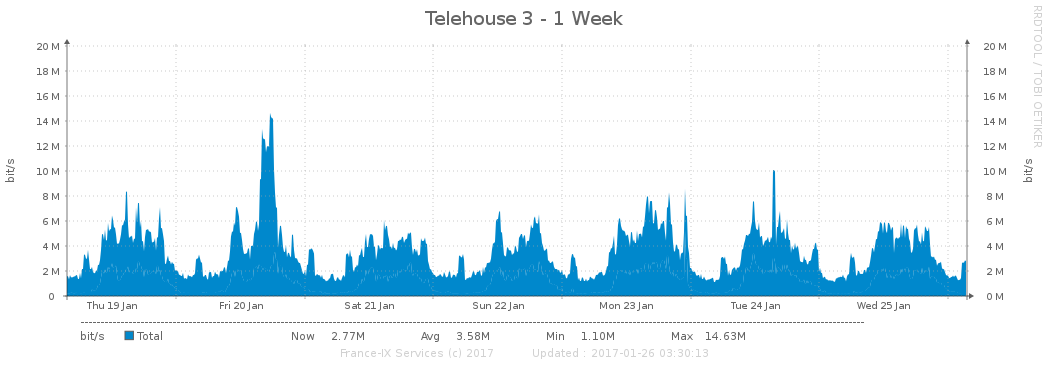 Telehouse 3 - 1 Week
RRDTOOL / TOBI OETIKER
bit/s
20 M 20 M
18 M 18 M
16 M 16 M
14 M 14 M
12 M 12 M
10 M 10 M
8 M 8 M
6 M 6 M
4 M 4 M
2 M 2 M
0 0 M
bit/s
Thu 19 Jan Fri 20 Jan Sat 21 Jan Sun 22 Jan Mon 23 Jan Tue 24 Jan Wed 25 Jan
bit/s Total Now 2.77M Avg 3.58M Min 1.10M Max 14.63M
France-IX Services (c) 2017 Updated : 2017-01-26 03:30:13